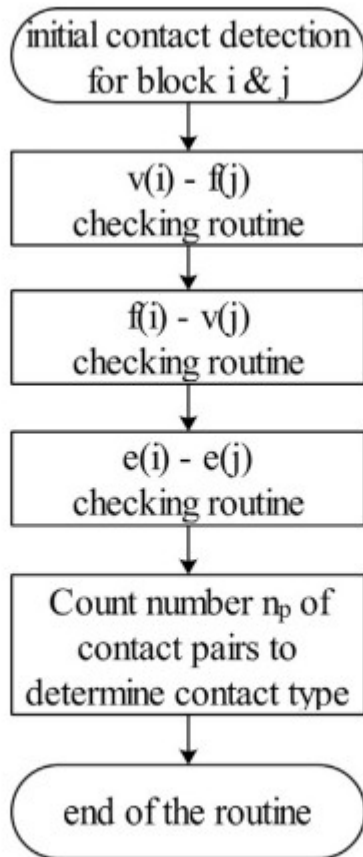 initial contact detection
for block i & j
v(i) - f(j)
checking routine
f(i) - v(j)
checking routine
e(i) - e(j)
checking routine
Count number nₚ of
contact pairs to
determine contact type
end of the routine